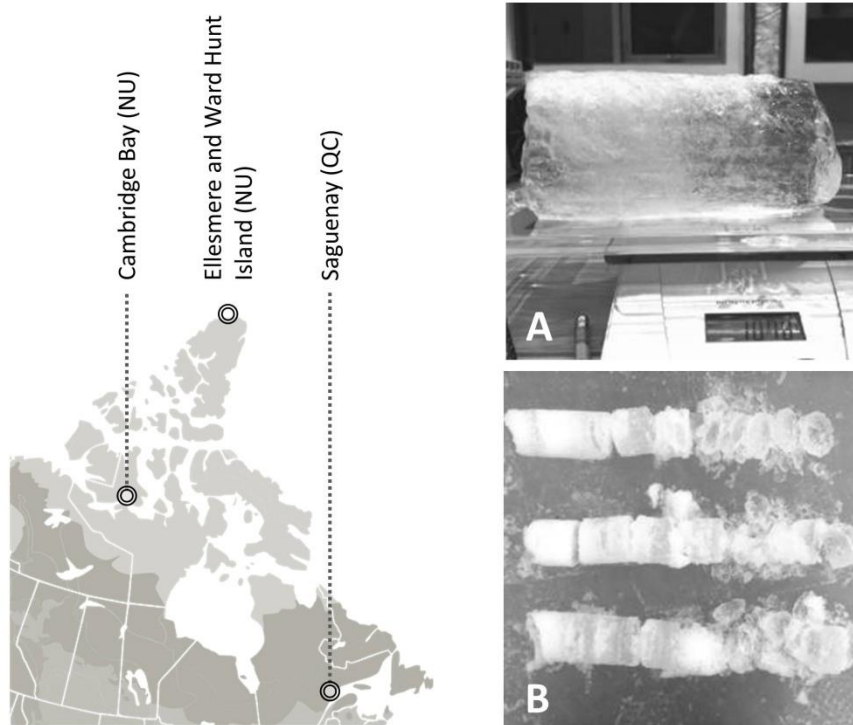 Cambridge Bay (NU)
Ellesmere and Ward Hunt
Island (NU)
Saguenay (QC)
A
B